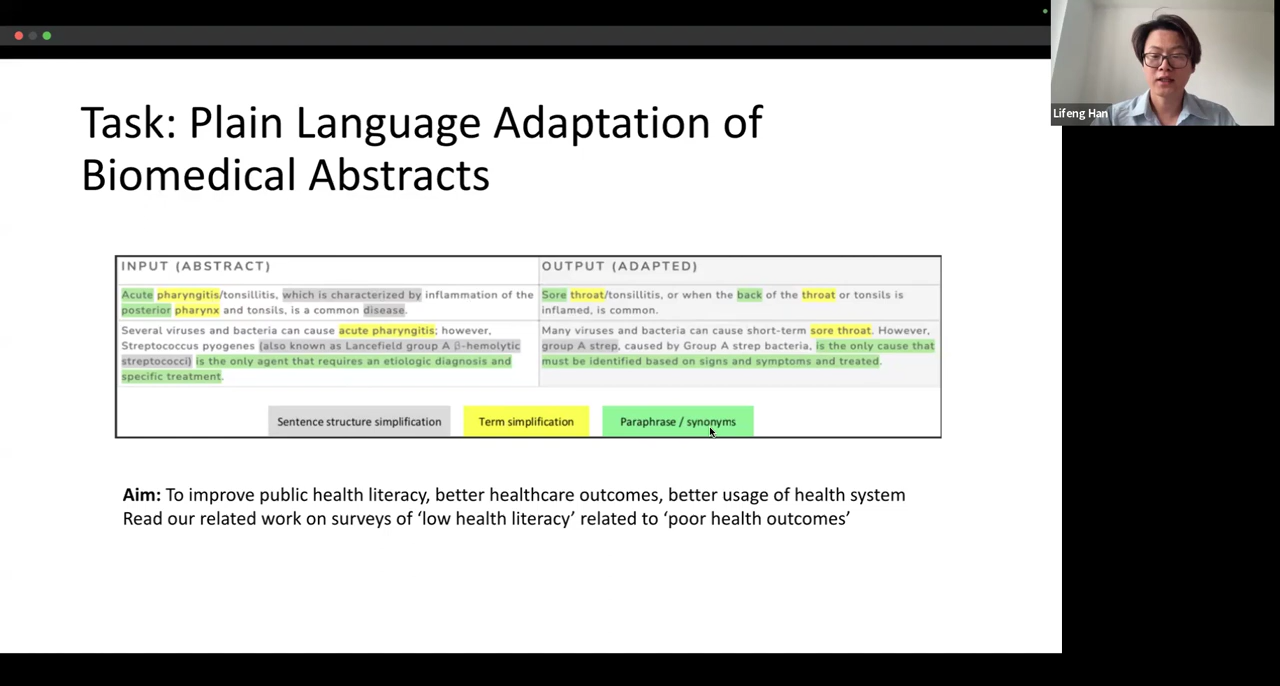 Task: Plain Language Adaptation of
Biomedical Abstracts
INPUT (ABSTRACT)
Acute pharyngitis/tonsillitis, which is characterized by inflammation of the
posterior pharynx and tonsils, is a common disease.
Several viruses and bacteria can cause acute pharyngitis; however,
Streptococcus pyogenes (also known as Lancefield group A β-hemolytic
streptococci) is the only agent that requires an etiologic diagnosis and
specific treatment.
OUTPUT (ADAPTED)
Sore throat/tonsillitis, or when the back of the throat or tonsils is
inflamed, is common.
Many viruses and bacteria can cause short-term sore throat. However,
group A strep, caused by Group A strep bacteria, is the only cause that
must be identified based on signs and symptoms and treated.
Sentence structure simplification
Term simplification
Paraphrase / synonyms
Aim: To improve public health literacy, better healthcare outcomes, better usage of health system
Read our related work on surveys of ‘low health literacy’ related to ‘poor health outcomes’
Lifeng Han